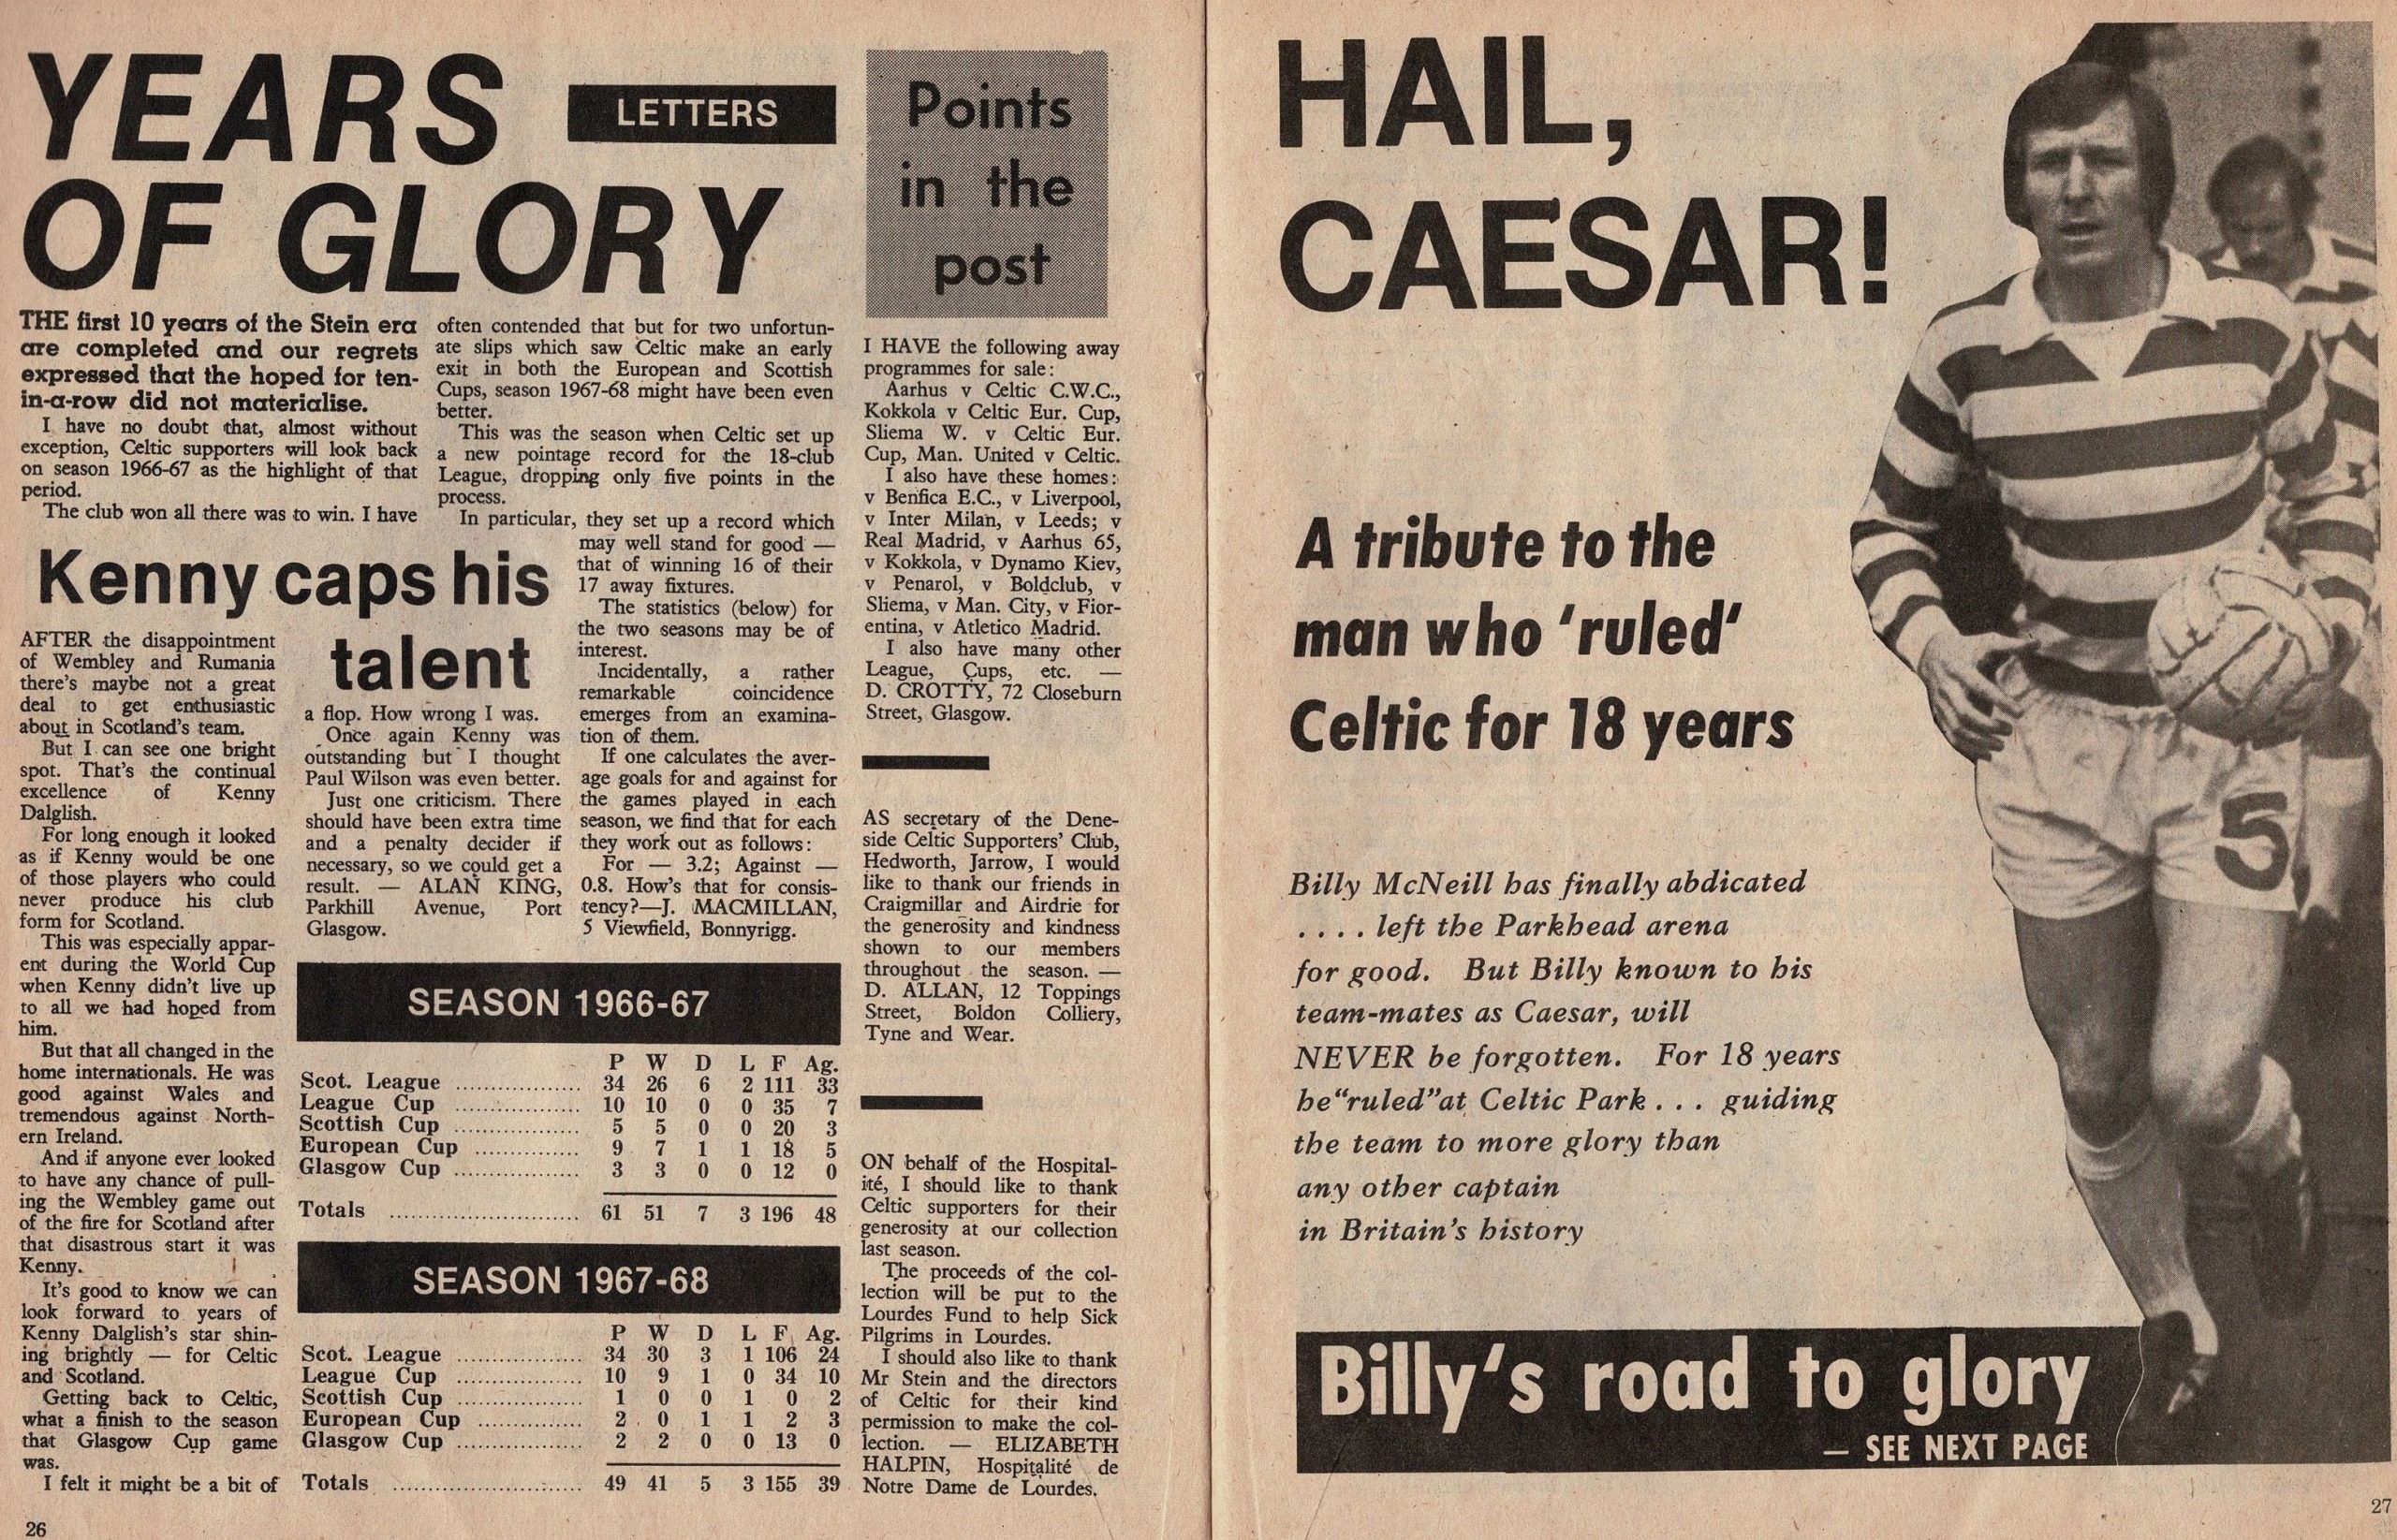 YEARS
OF GLORY
LETTERS
THE first 10 years of the Stein era
are completed and our regrets
expressed that the hoped for ten-
in-a-row did not materialise.
I have no doubt that, almost without
exception, Celtic supporters will look back
on season 1966-67 as the highlight of that
period.
The club won all there was to win. I have
often contended that but for two unfortun-
ate slips which saw Celtic make an early
exit in both the European and Scottish
Cups, season 1967-68 might have been even
better.
This was the season when Celtic set up
a new pointage record for the 18-club
League, dropping only five points in the
process.
In particular, they set up a record which
may well stand for good —
that of winning 16 of their
17 away fixtures.
The statistics (below) for
the two seasons may be of
interest.
Incidentally, a rather
remarkable coincidence
emerges from an examina-
tion of them.
If one calculates the aver-
age goals for and against for
the games played in each
season, we find that for each
they work out as follows:
For — 3.2; Against —
0.8. How's that for consis-
tency?—J. MACMILLAN,
5 Viewfield, Bonnyrigg.
Kenny caps his
talent
AFTER the disappointment
of Wembley and Rumania
there's maybe not a great
deal to get enthusiastic
about in Scotland's team.
But I can see one bright
spot. That's the continual
excellence of Kenny
Dalglish.
For long enough it looked
as if Kenny would be one
of those players who could
never produce his club
form for Scotland.
This was especially appar-
ent during the World Cup
when Kenny didn't live up
to all we had hoped from
him.
But that all changed in the
home internationals. He was
good against Wales and
tremendous against North-
ern Ireland.
And if anyone ever looked
to have any chance of pull-
ing the Wembley game out
of the fire for Scotland after
that disastrous start it was
Kenny.
It's good to know we can
look forward to years of
Kenny Dalglish's star shin-
ing brightly — for Celtic
and Scotland.
Getting back to Celtic,
what a finish to the season
that Glasgow Cup game
was.
I felt it might be a bit of
a flop. How wrong I was.
Once again Kenny was
outstanding but I thought
Paul Wilson was even better.
Just one criticism. There
should have been extra time
and a penalty decider if
necessary, so we could get a
result. — ALAN KING,
Parkhill Avenue, Port
Glasgow.
SEASON 1966-67
P W D L F Ag.
Scot. League .................. 34 26 6 2 111 33
League Cup .................. 10 10 0 0 35 7
Scottish Cup .................. 5 5 0 0 20 3
European Cup ............... 9 7 1 1 18 5
Glasgow Cup .................. 3 3 0 0 12 0
Totals ........................... 61 51 7 3 196 48
SEASON 1967-68
P W D L F Ag.
Scot. League .................. 34 30 3 1 106 24
League Cup .................. 10 9 1 0 34 10
Scottish Cup .................. 1 0 0 1 0 2
European Cup ............... 2 0 1 1 2 3
Glasgow Cup .................. 2 2 0 0 13 0
Totals ........................... 49 41 5 3 155 39
26
Points
in the
post
I HAVE the following away
programmes for sale:
Aarhus v Celtic C.W.C.,
Kokkola v Celtic Eur. Cup,
Sliema W. v Celtic Eur.
Cup, Man. United v Celtic.
I also have these homes:
v Benfica E.C., v Liverpool,
v Inter Milan, v Leeds; v
Real Madrid, v Aarhus 65,
v Kokkola, v Dynamo Kiev,
v Penarol, v Boldclub, v
Sliema, v Man. City, v Fior-
entina, v Atletico Madrid.
I also have many other
League, Cups, etc. —
D. CROTTY, 72 Closeburn
Street, Glasgow.
AS secretary of the Dene-
side Celtic Supporters' Club,
Hedworth, Jarrow, I would
like to thank our friends in
Craigmillar and Airdrie for
the generosity and kindness
shown to our members
throughout the season. —
D. ALLAN, 12 Toppings
Street, Boldon Colliery,
Tyne and Wear.
ON behalf of the Hospital-
ité, I should like to thank
Celtic supporters for their
generosity at our collection
last season.
The proceeds of the col-
lection will be put to the
Lourdes Fund to help Sick
Pilgrims in Lourdes.
I should also like to thank
Mr Stein and the directors
of Celtic for their kind
permission to make the col-
lection. — ELIZABETH
HALPIN, Hospitalité de
Notre Dame de Lourdes.
HAIL,
CAESAR!
A tribute to the
man who 'ruled'
Celtic for 18 years
Billy McNeill has finally abdicated
.... left the Parkhead arena
for good. But Billy known to his
team-mates as Caesar, will
NEVER be forgotten. For 18 years
he“ruled”at Celtic Park... guiding
the team to more glory than
any other captain
in Britain's history
5
Billy's road to glory
— SEE NEXT PAGE
27